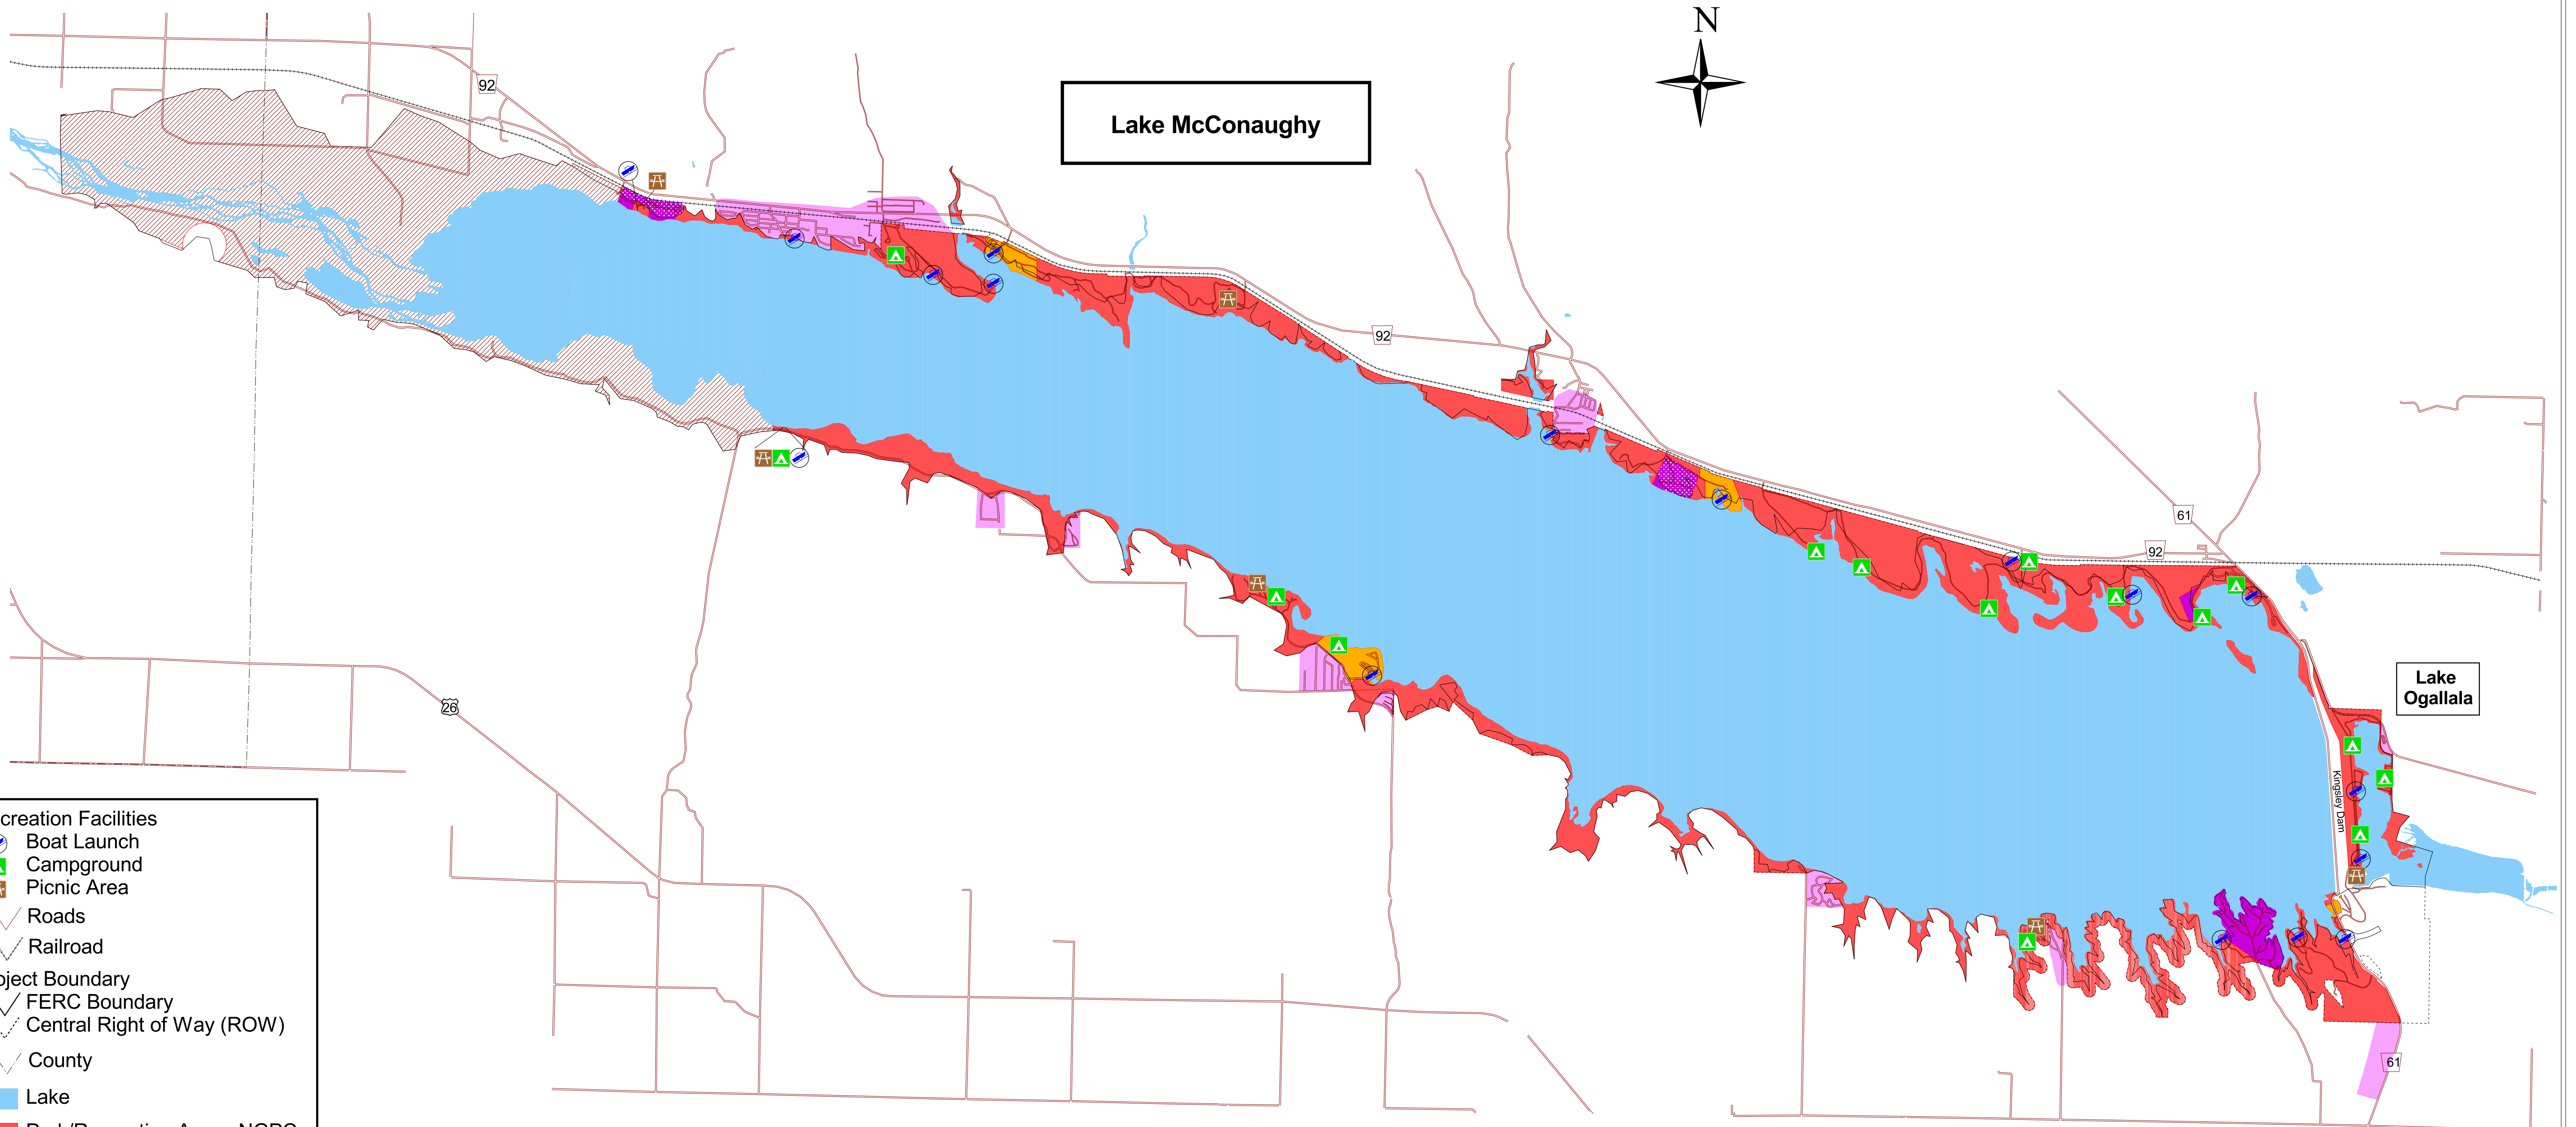 N
92
Lake McConaughy
92
61
92
Lake
Ogallala
26
Kingsley Dam
creation Facilities
Boat Launch
Campground
Picnic Area
Roads
Railroad
ject Boundary
FERC Boundary
Central Right of Way (ROW)
County
Lake
61